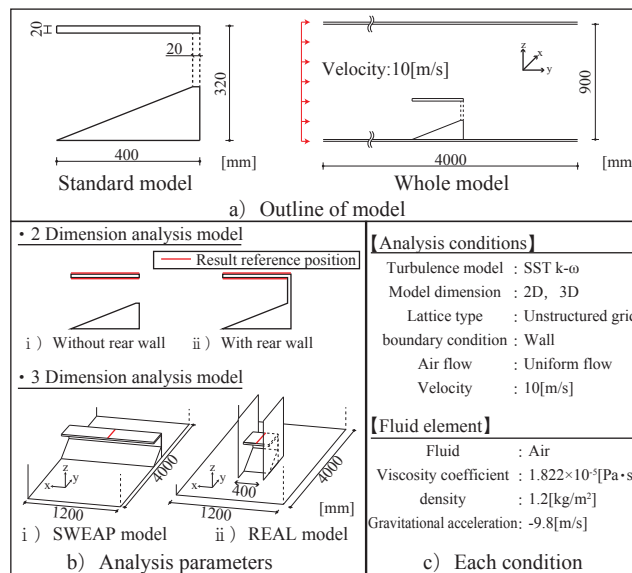 20
20
320
400
[mm]
Standard model
Velocity:10[m/s]
z
x
y
900
4000
[mm]
Whole model
a）Outline of model
・2 Dimension analysis model
Result reference position
ⅰ）Without rear wall
ⅱ）With rear wall
・3 Dimension analysis model
z
x
y
4000
1200
ⅰ）SWEAP model
400
z
x
y
4000
1200
[mm]
ⅱ）REAL model
b）Analysis parameters
【Analysis conditions】
Turbulence model : SST k-ω
Model dimension : 2D, 3D
Lattice type : Unstructured grid
boundary condition : Wall
Air flow : Uniform flow
Velocity : 10[m/s]
【Fluid element】
Fluid : Air
Viscosity coefficient : 1.822×10⁻⁵[Pa・s
density : 1.2[kg/m²]
Gravitational acceleration: -9.8[m/s]
c）Each condition